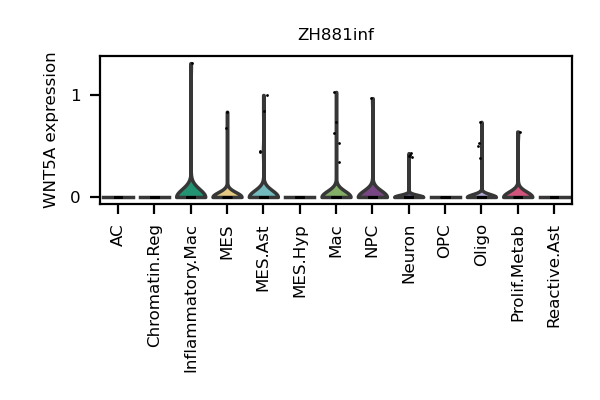 ZH881inf
WNT5A expression
1
0
AC
Chromatin.Reg
Inflammatory.Mac
MES
MES.Ast
MES.Hyp
Mac
NPC
Neuron
OPC
Oligo
Prolif.Metab
Reactive.Ast